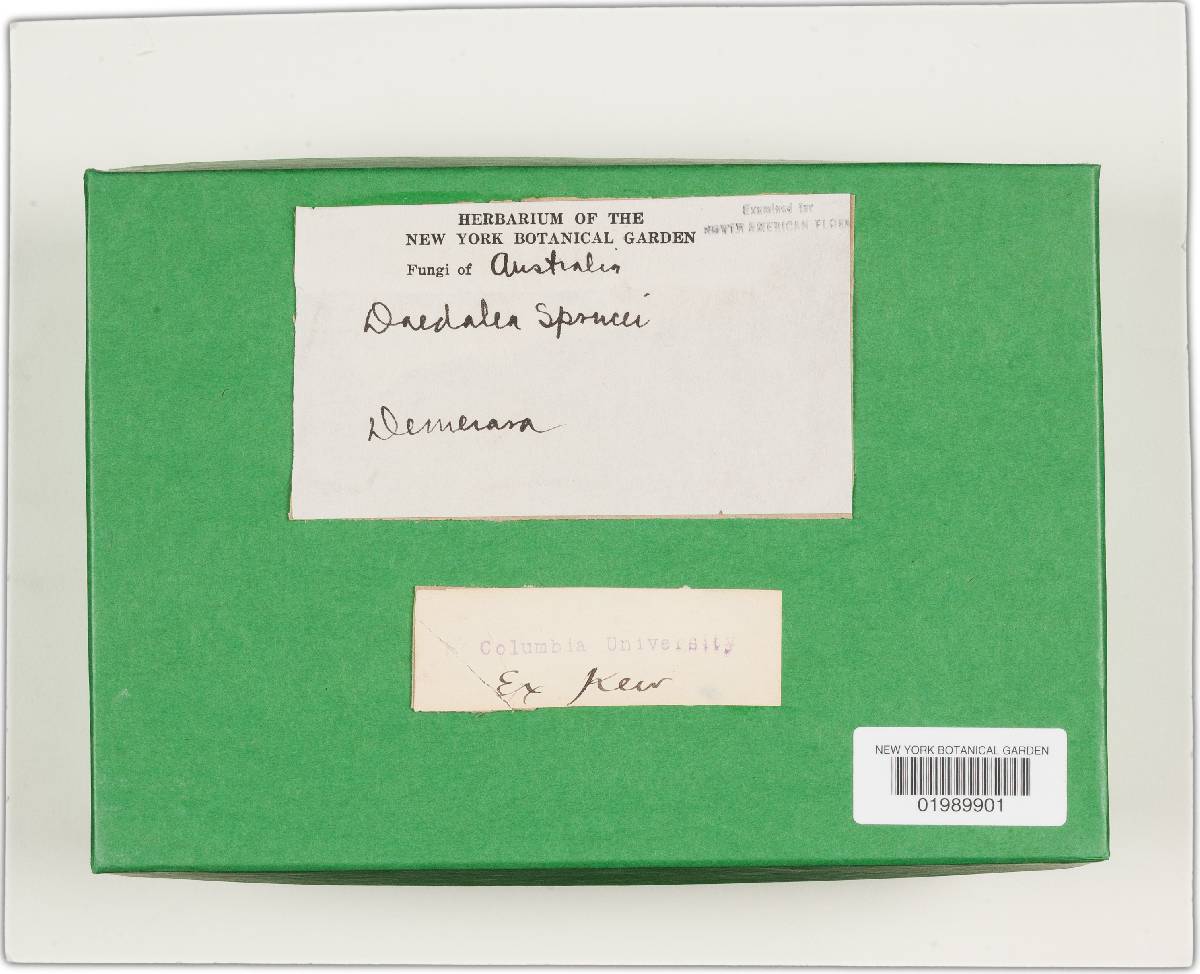 Examined for
NORTH AMERICAN FLORA
HERBARIUM OF THE
NEW YORK BOTANICAL GARDEN
Fungi of Australia
Daedalea Sprucei
Demerara
Columbia University
Ex Kew
NEW YORK BOTANICAL GARDEN
01989901